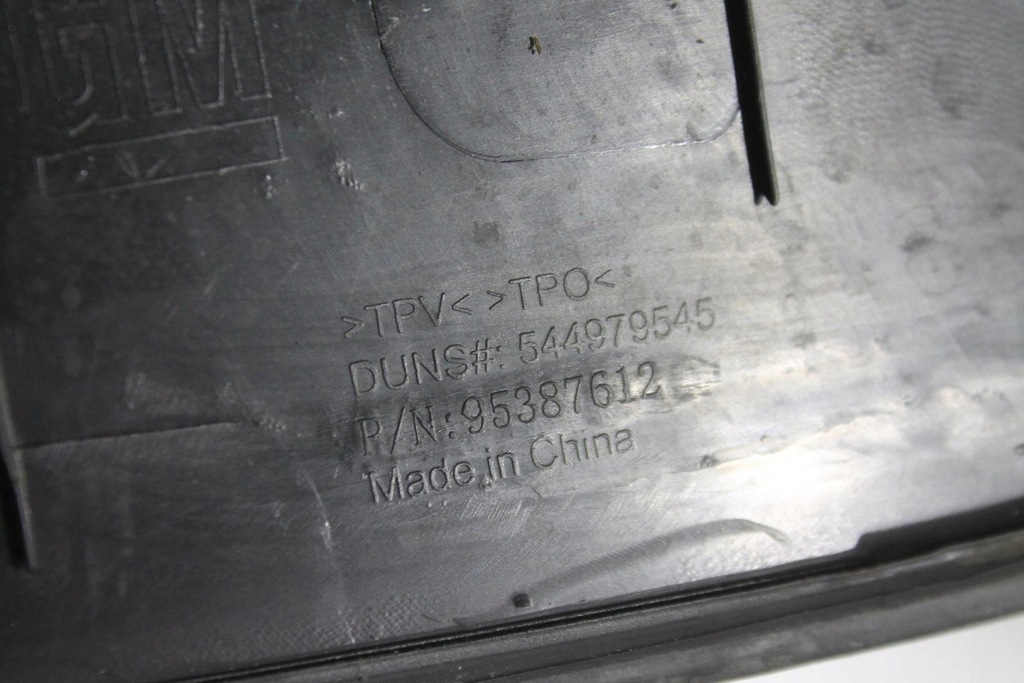 GM
>TPV< >TPO<
DUNS#: 544979545
P/N:95387612
Made in China